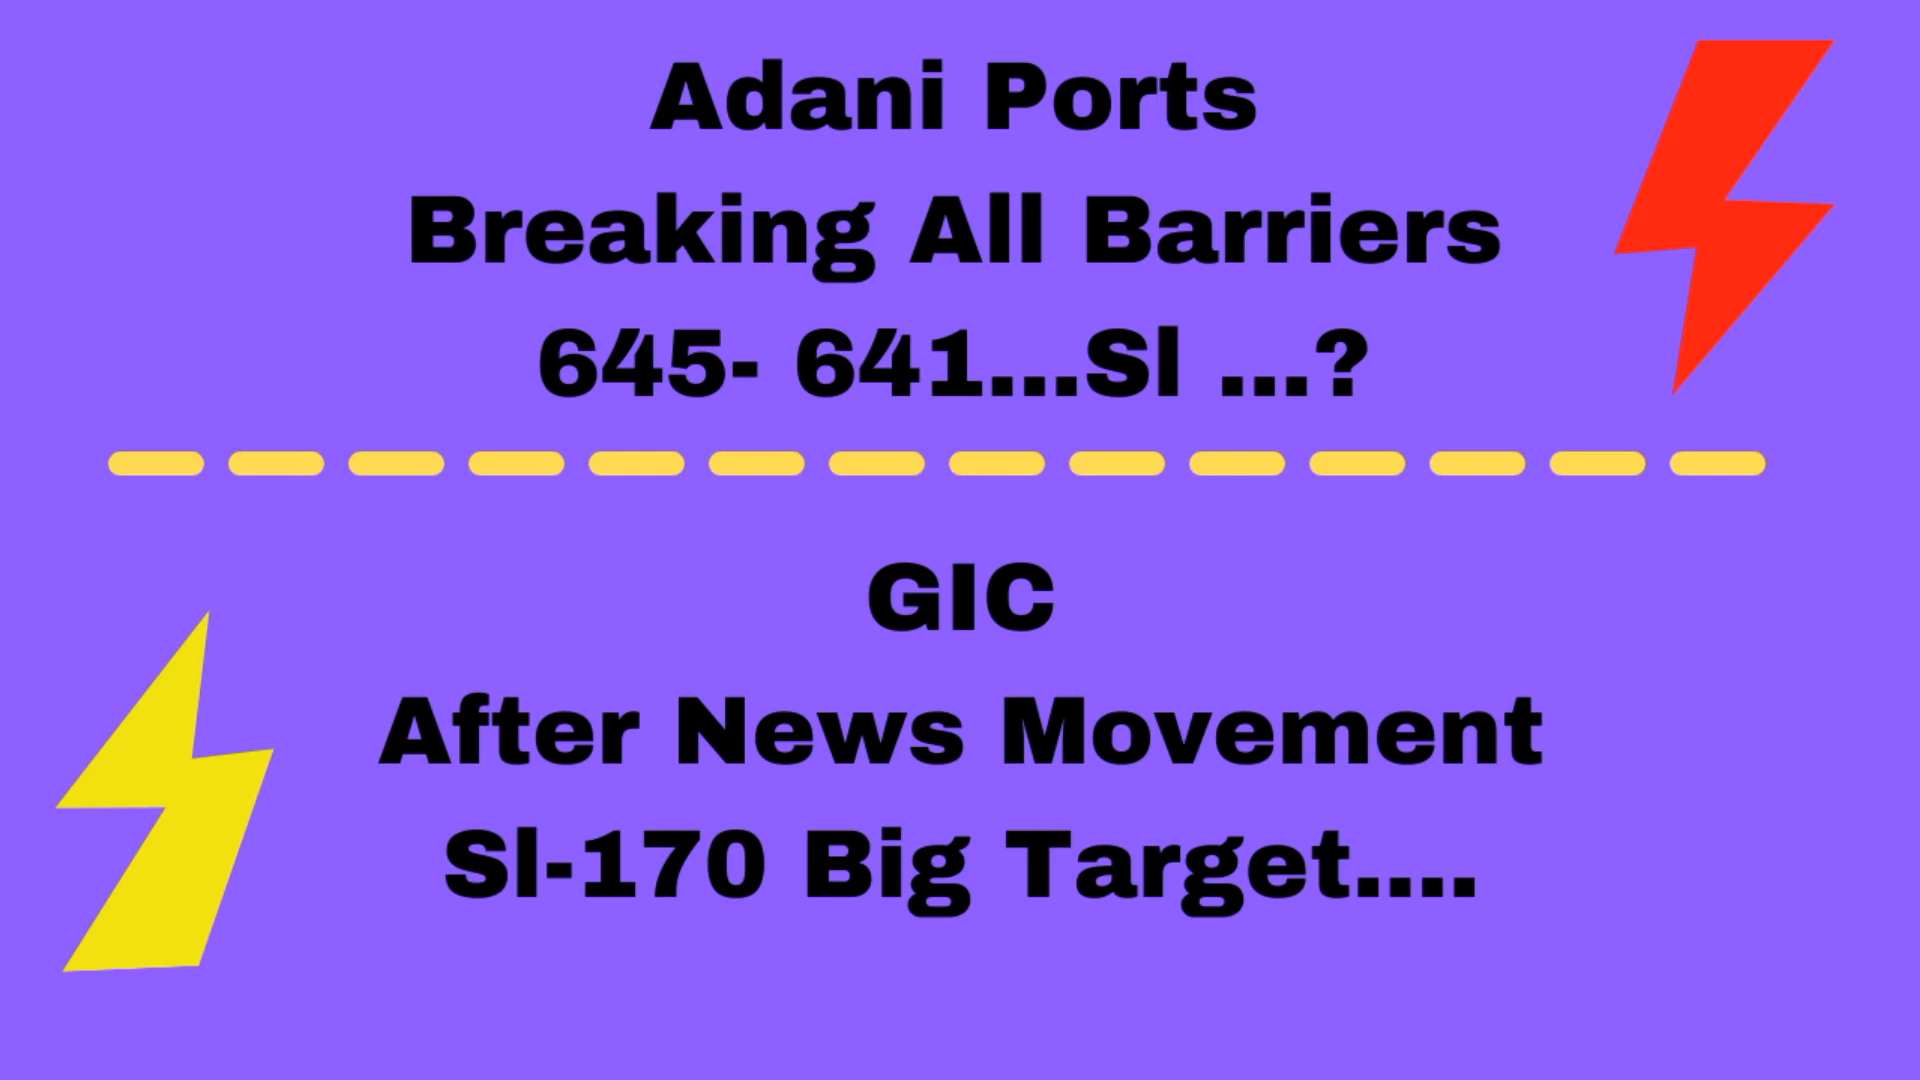 Adani Ports
Breaking All Barriers
645- 641...Sl ...?
GIC
After News Movement
Sl-170 Big Target....